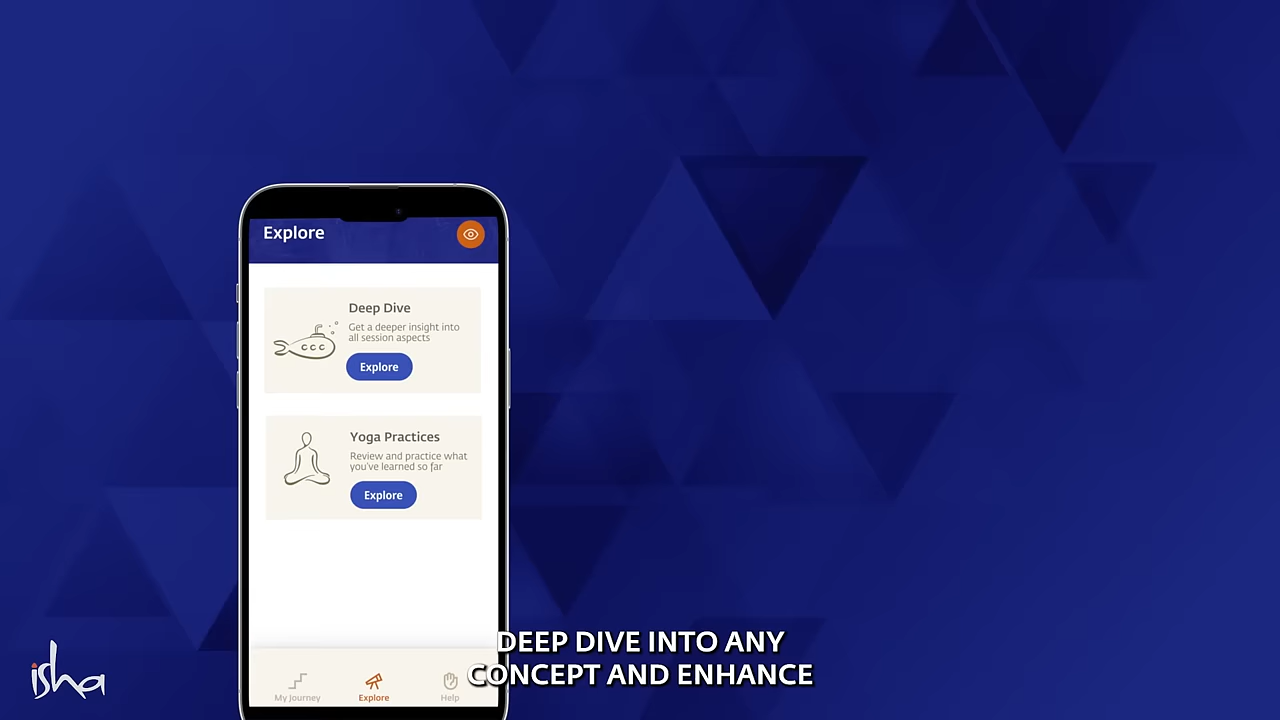 Explore
Deep Dive
Get a deeper insight into
all session aspects
Explore
Yoga Practices
Review and practice what
you've learned so far
Explore
My Journey
Explore
Help
DEEP DIVE INTO ANY
CONCEPT AND ENHANCE
isha